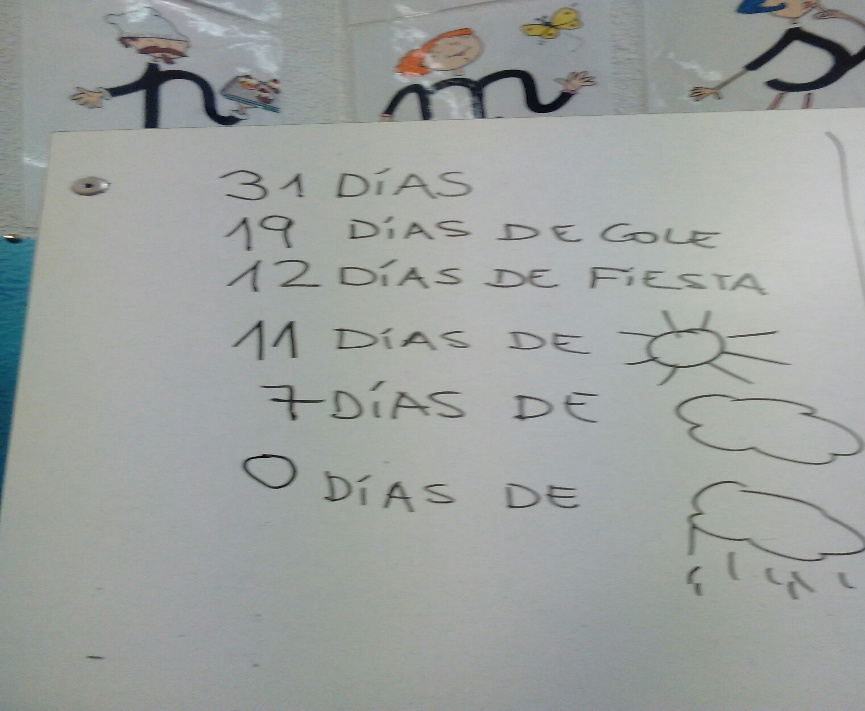 n m s
31 DÍAS
19 DÍAS DE COLE
12 DÍAS DE FIESTA
11 DÍAS DE
7 DÍAS DE
0 DÍAS DE